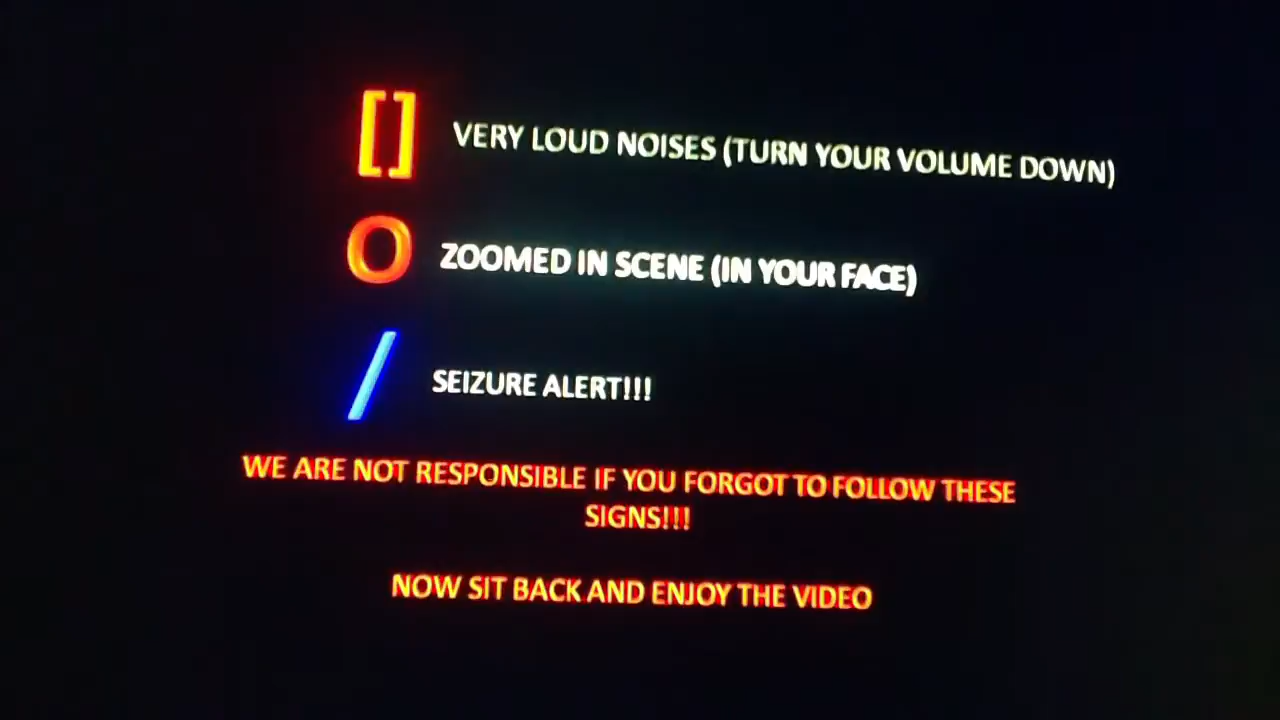 [] VERY LOUD NOISES (TURN YOUR VOLUME DOWN)
O ZOOMED IN SCENE (IN YOUR FACE)
/ SEIZURE ALERT!!!
WE ARE NOT RESPONSIBLE IF YOU FORGOT TO FOLLOW THESE
SIGNS!!!
NOW SIT BACK AND ENJOY THE VIDEO